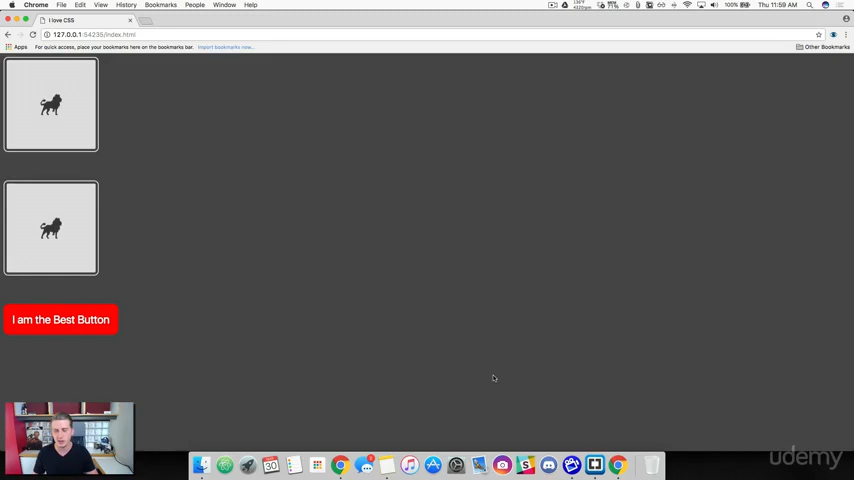 Chrome File Edit View History Bookmarks People Window Help
100% Thu 11:59 AM
I love CSS
127.0.0.1:54235/index.html
Apps For quick access, place your bookmarks here on the bookmarks bar. Import bookmarks now... Other Bookmarks
I am the Best Button
30
udemy